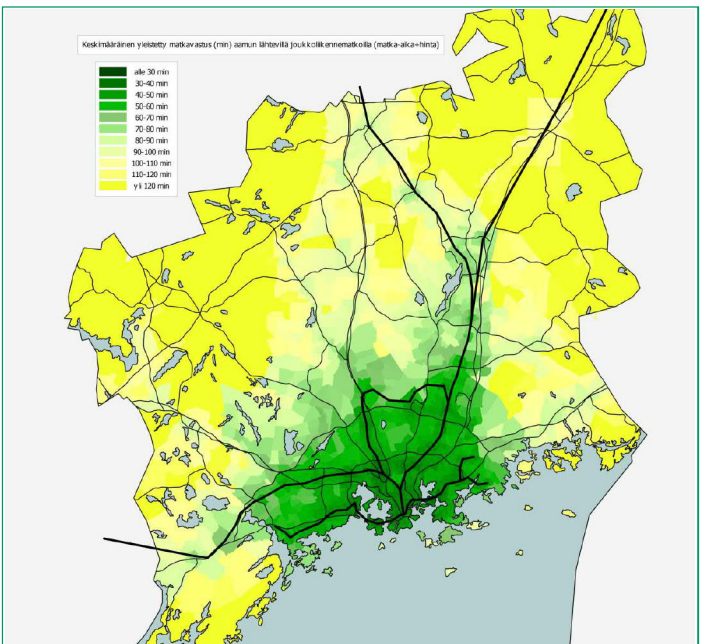 Keskimääräinen yleistetty matkavastus (min) aamun lähtevillä joukkoliikennematkoilla (matka-aika+hinta)
alle 30 min
30-40 min
40-50 min
50-60 min
60-70 min
70-80 min
80-90 min
90-100 min
100-110 min
110-120 min
yli 120 min